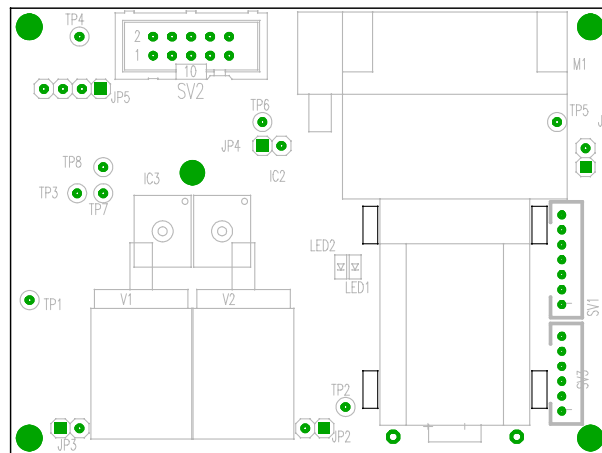 TP4
2
1
10
SV2
M1
JP5
TP6
TP5
J
JP4
IC2
TP8
IC3
TP3
TP7
LED2
LED1
TP1
V1
V2
SV1
SV3
TP2
JP3
JP2